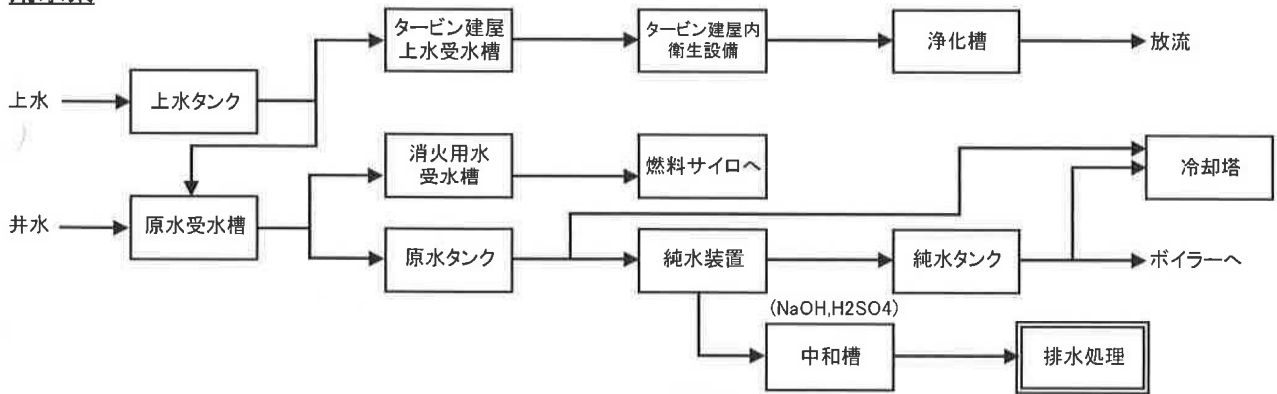 タービン建屋
上水受水槽
タービン建屋内
衛生設備
浄化槽
放流
上水
上水タンク
消火用水
受水槽
燃料サイロへ
冷却塔
井水
原水受水槽
原水タンク
純水装置
純水タンク
ボイラーへ
(NaOH,H2SO4)
中和槽
排水処理